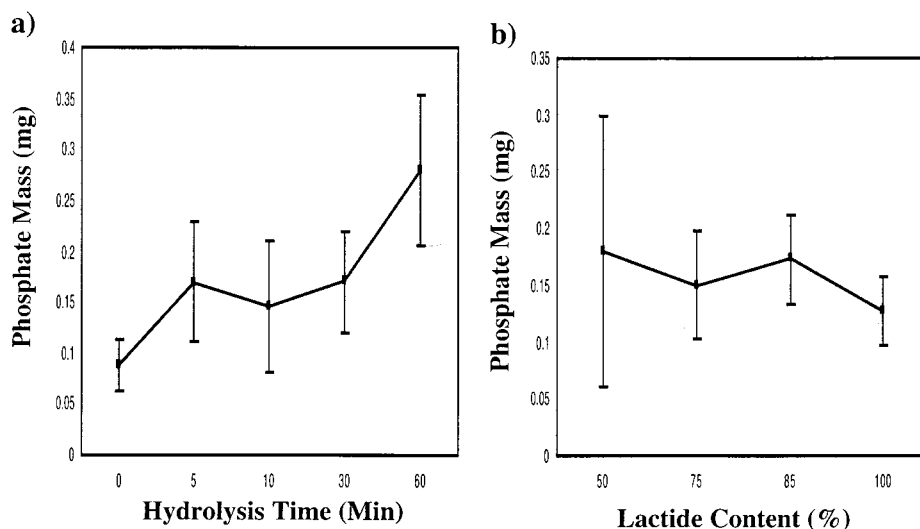 a)
0.4
0.35
0.3
0.25
0.2
0.15
0.1
0.05
0
Phosphate Mass (mg)
0 5 10 30 60
Hydrolysis Time (Min)
b)
0.35
0.3
0.25
0.2
0.15
0.1
0.05
0
Phosphate Mass (mg)
50 75 85 100
Lactide Content (%)